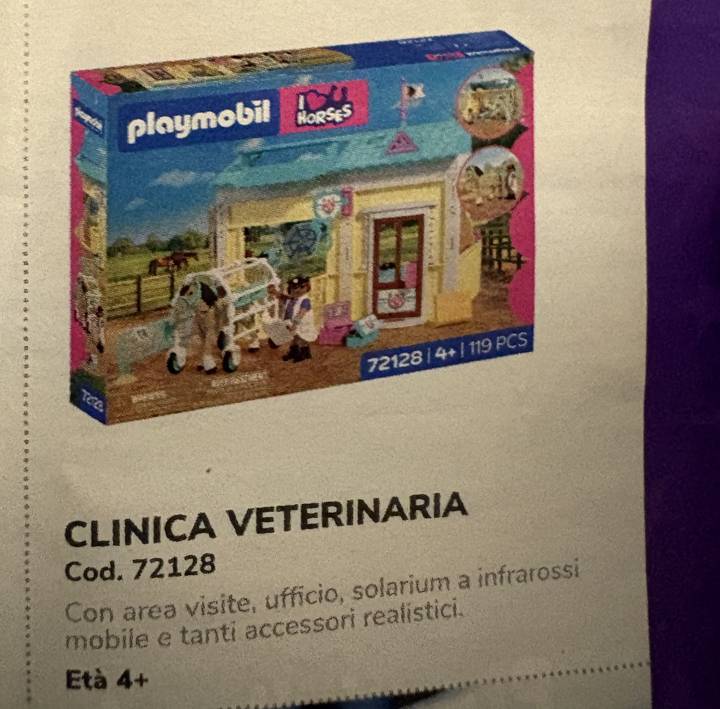 playmobil
I
HORSES
72128 | 4+ | 119 PCS
72128
CLINICA VETERINARIA
Cod. 72128
Con area visite, ufficio, solarium a infrarossi
mobile e tanti accessori realistici.
Età 4+